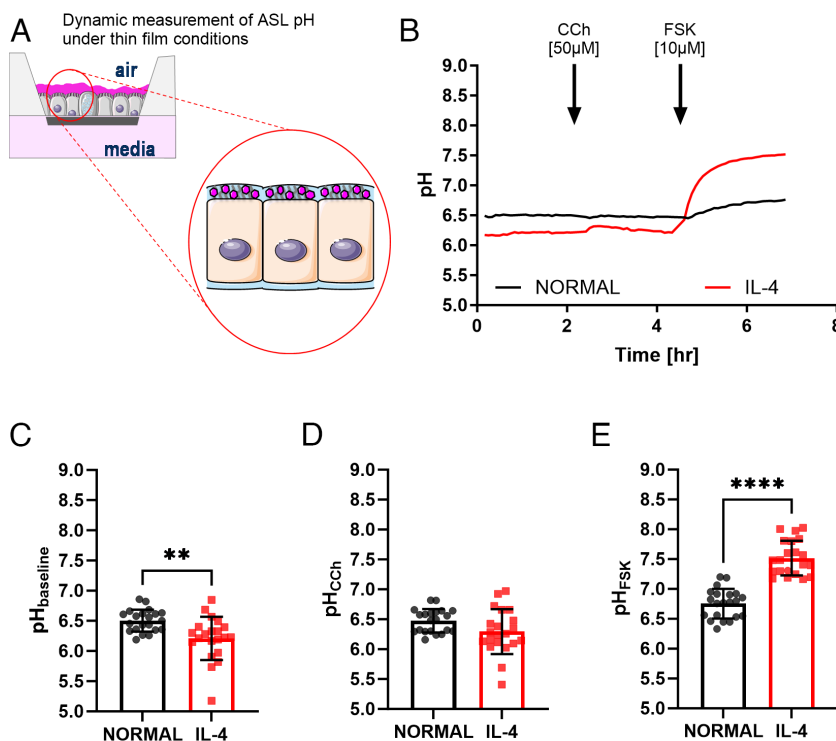 A
Dynamic measurement of ASL pH
under thin film conditions
air
media
B
CCh
[50µM]
FSK
[10µM]
pH
9.0
8.5
8.0
7.5
7.0
6.5
6.0
5.5
5.0
NORMAL
IL-4
0
2
4
6
8
Time [hr]
C
pHbaseline
9.0
8.5
8.0
7.5
7.0
6.5
6.0
5.5
5.0
**
NORMAL
IL-4
D
pHCCh
9.0
8.5
8.0
7.5
7.0
6.5
6.0
5.5
5.0
NORMAL
IL-4
E
pHFSK
9.0
8.5
8.0
7.5
7.0
6.5
6.0
5.5
5.0
****
NORMAL
IL-4